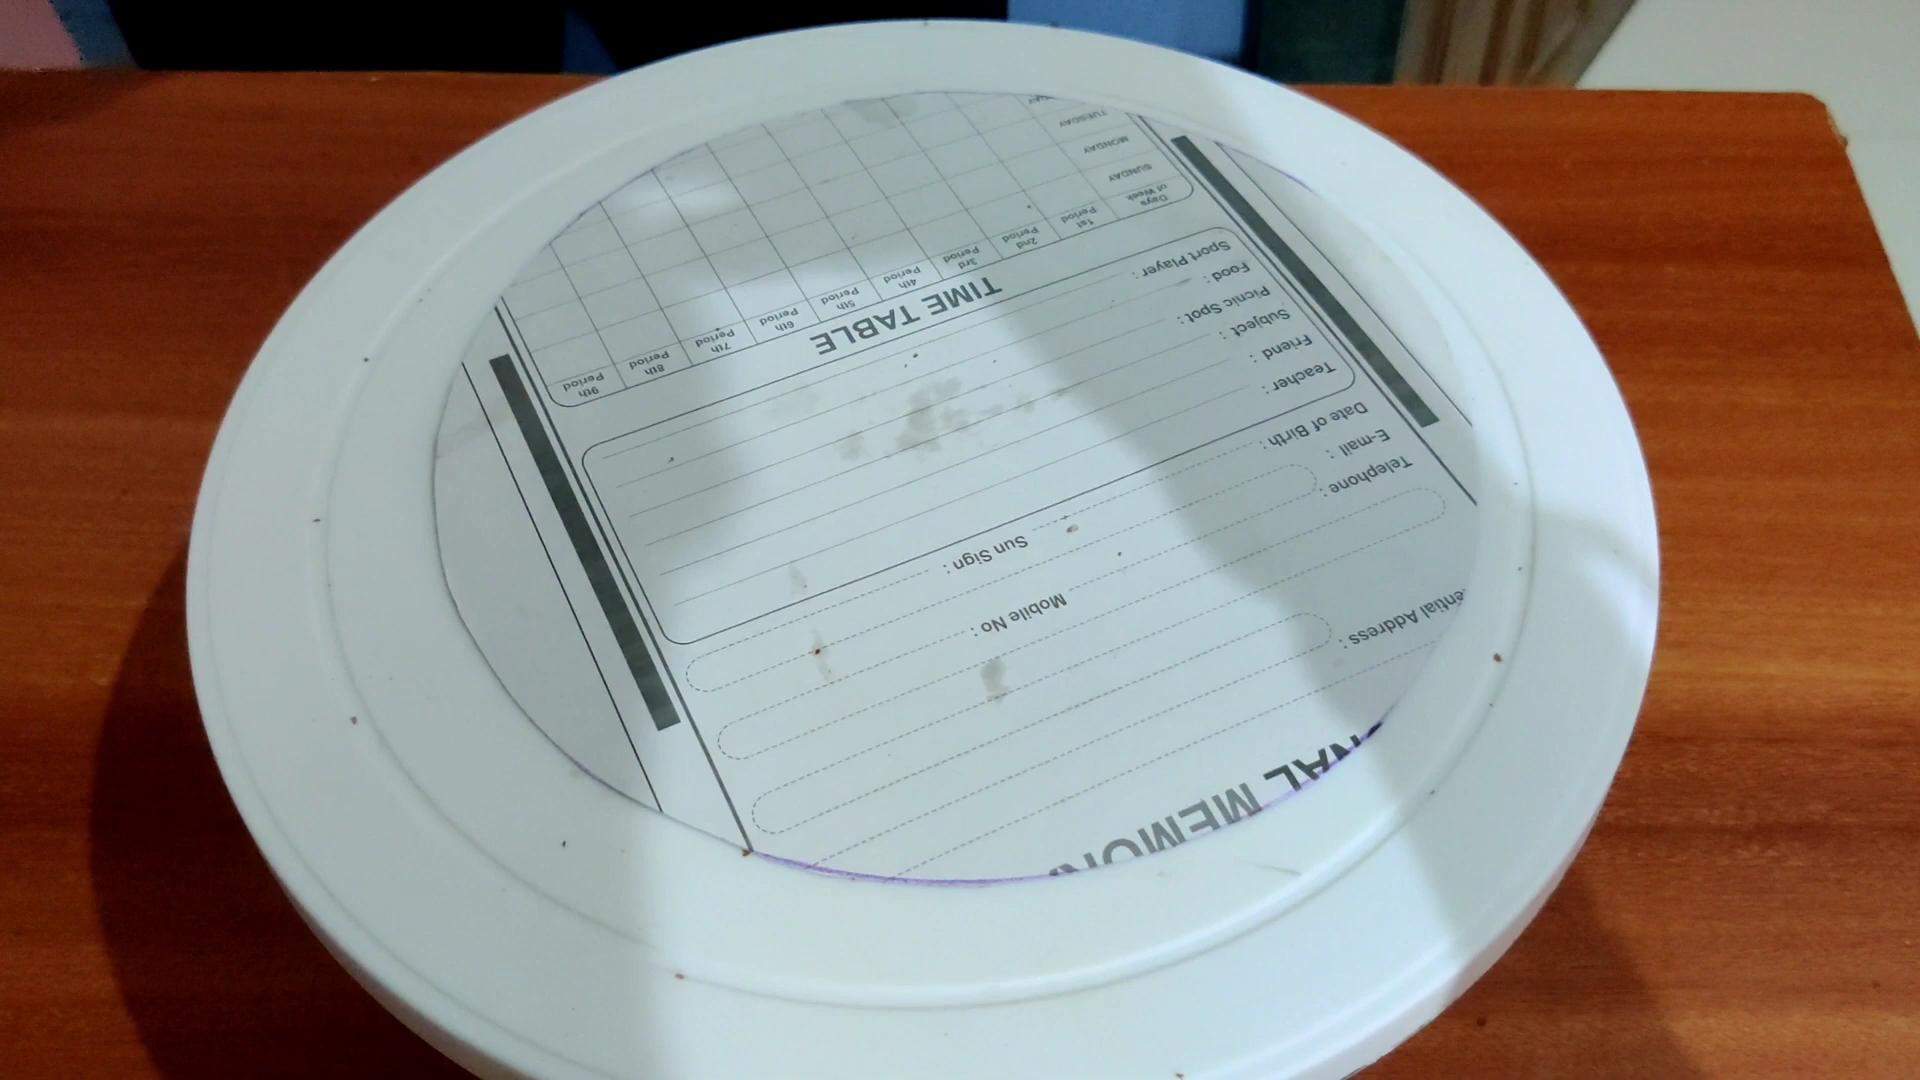 NAL MEMOR
ential Address :
Telephone : Mobile No :
E-mail :
Date of Birth : Sun Sign :
Teacher :
Friend :
Subject :
Picnic Spot :
Food :
Sport Player :
TIME TABLE
Days of Week 1st Period 2nd Period 3rd Period 4th Period 5th Period 6th Period 7th Period 8th Period 9th Period
SUNDAY
MONDAY
TUESDAY